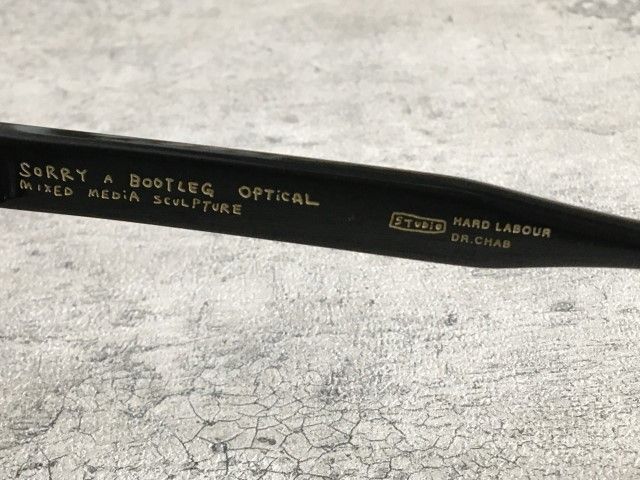 SORRY A BOOTLEG OPTiCAL
MiXED MEDiA SCULPTURE
STUDIO HARD LABOUR
DR.CHAB